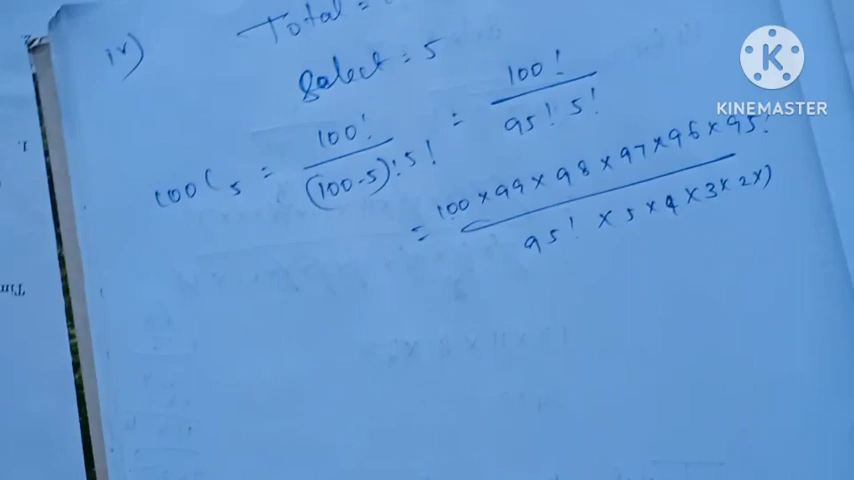 iv)
Total =
Select = 5
100C5 = 100! / (100-5)! 5! = 100! / 95! 5!
= 100 × 99 × 98 × 97 × 96 × 95! / 95! × 5 × 4 × 3 × 2 × 1
KINEMASTER